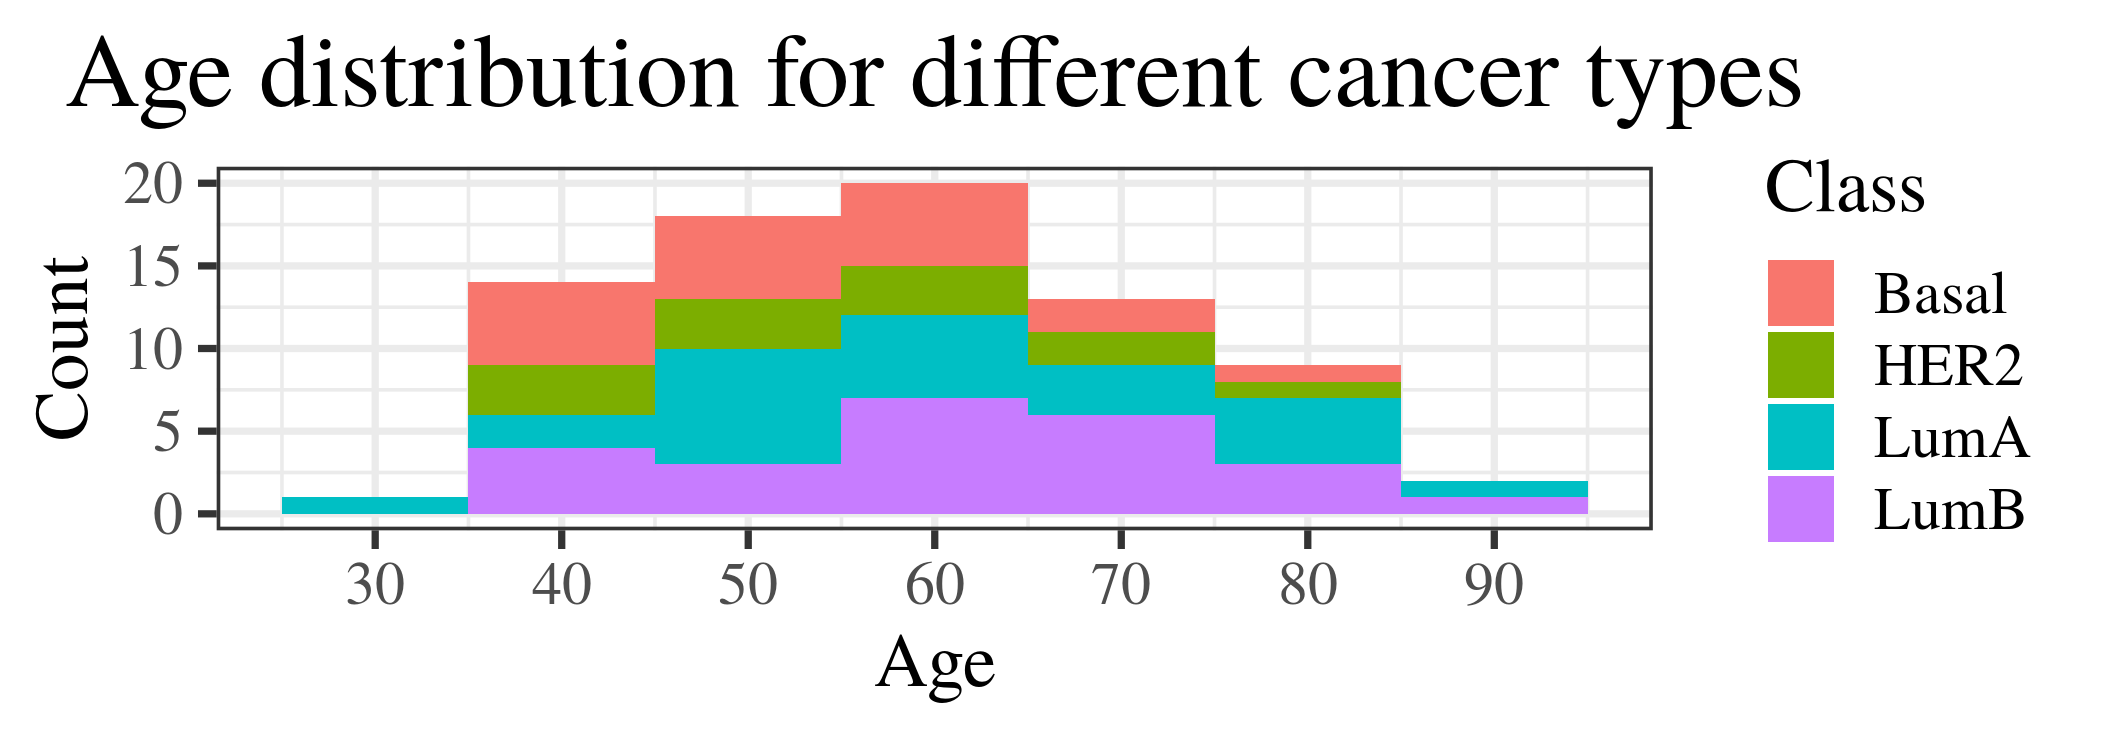 Age distribution for different cancer types
Count
20
15
10
5
0
30 40 50 60 70 80 90
Age
Class
Basal
HER2
LumA
LumB